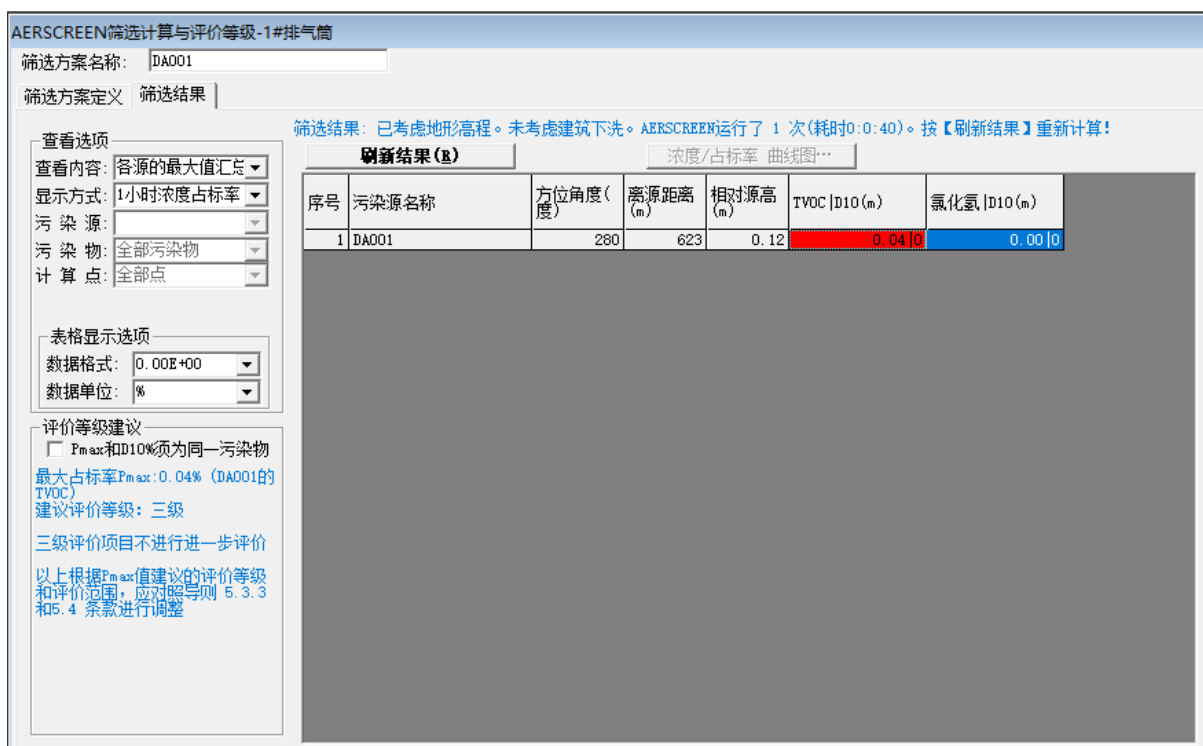 AERSCREEN筛选计算与评价等级-1#排气筒
筛选方案名称: DA001
筛选方案定义 筛选结果
筛选结果: 已考虑地形高程。未考虑建筑下洗。AERSCREEN运行了 1 次(耗时0:0:40)。按【刷新结果】重新计算!
查看选项
刷新结果(R) 浓度/占标率 曲线图…
查看内容: 各源的最大值汇总
显示方式: 1小时浓度占标率
污 染 源:
污 染 物: 全部污染物
计 算 点: 全部点
序号 污染源名称 方位角度(度) 离源距离(m) 相对源高(m) TVOC|D10(m) 氯化氢|D10(m)
1 DA001 280 623 0.12 0.04|0 0.00|0
表格显示选项
数据格式: 0.00E+00
数据单位: %
评价等级建议
Pmax和D10%须为同一污染物
最大占标率Pmax:0.04% (DA001的
TVOC)
建议评价等级: 三级
三级评价项目不进行进一步评价
以上根据Pmax值建议的评价等级
和评价范围,应对照导则 5.3.3
和5.4 条款进行调整